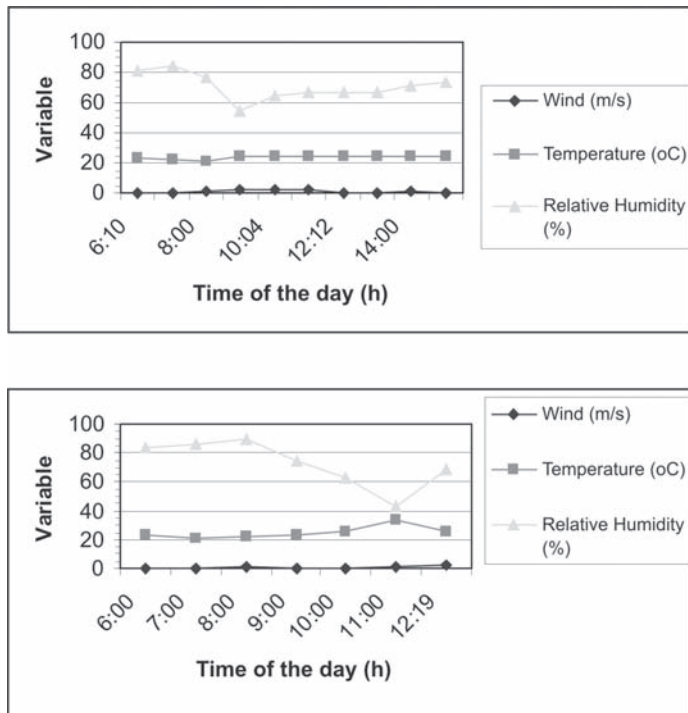 100
80
60
40
20
0
Variable
6:10
8:00
10:04
12:12
14:00
Time of the day (h)
Wind (m/s)
Temperature (oC)
Relative Humidity
(%)
100
80
60
40
20
0
Variable
6:00
7:00
8:00
9:00
10:00
11:00
12:19
Time of the day (h)
Wind (m/s)
Temperature (oC)
Relative Humidity
(%)